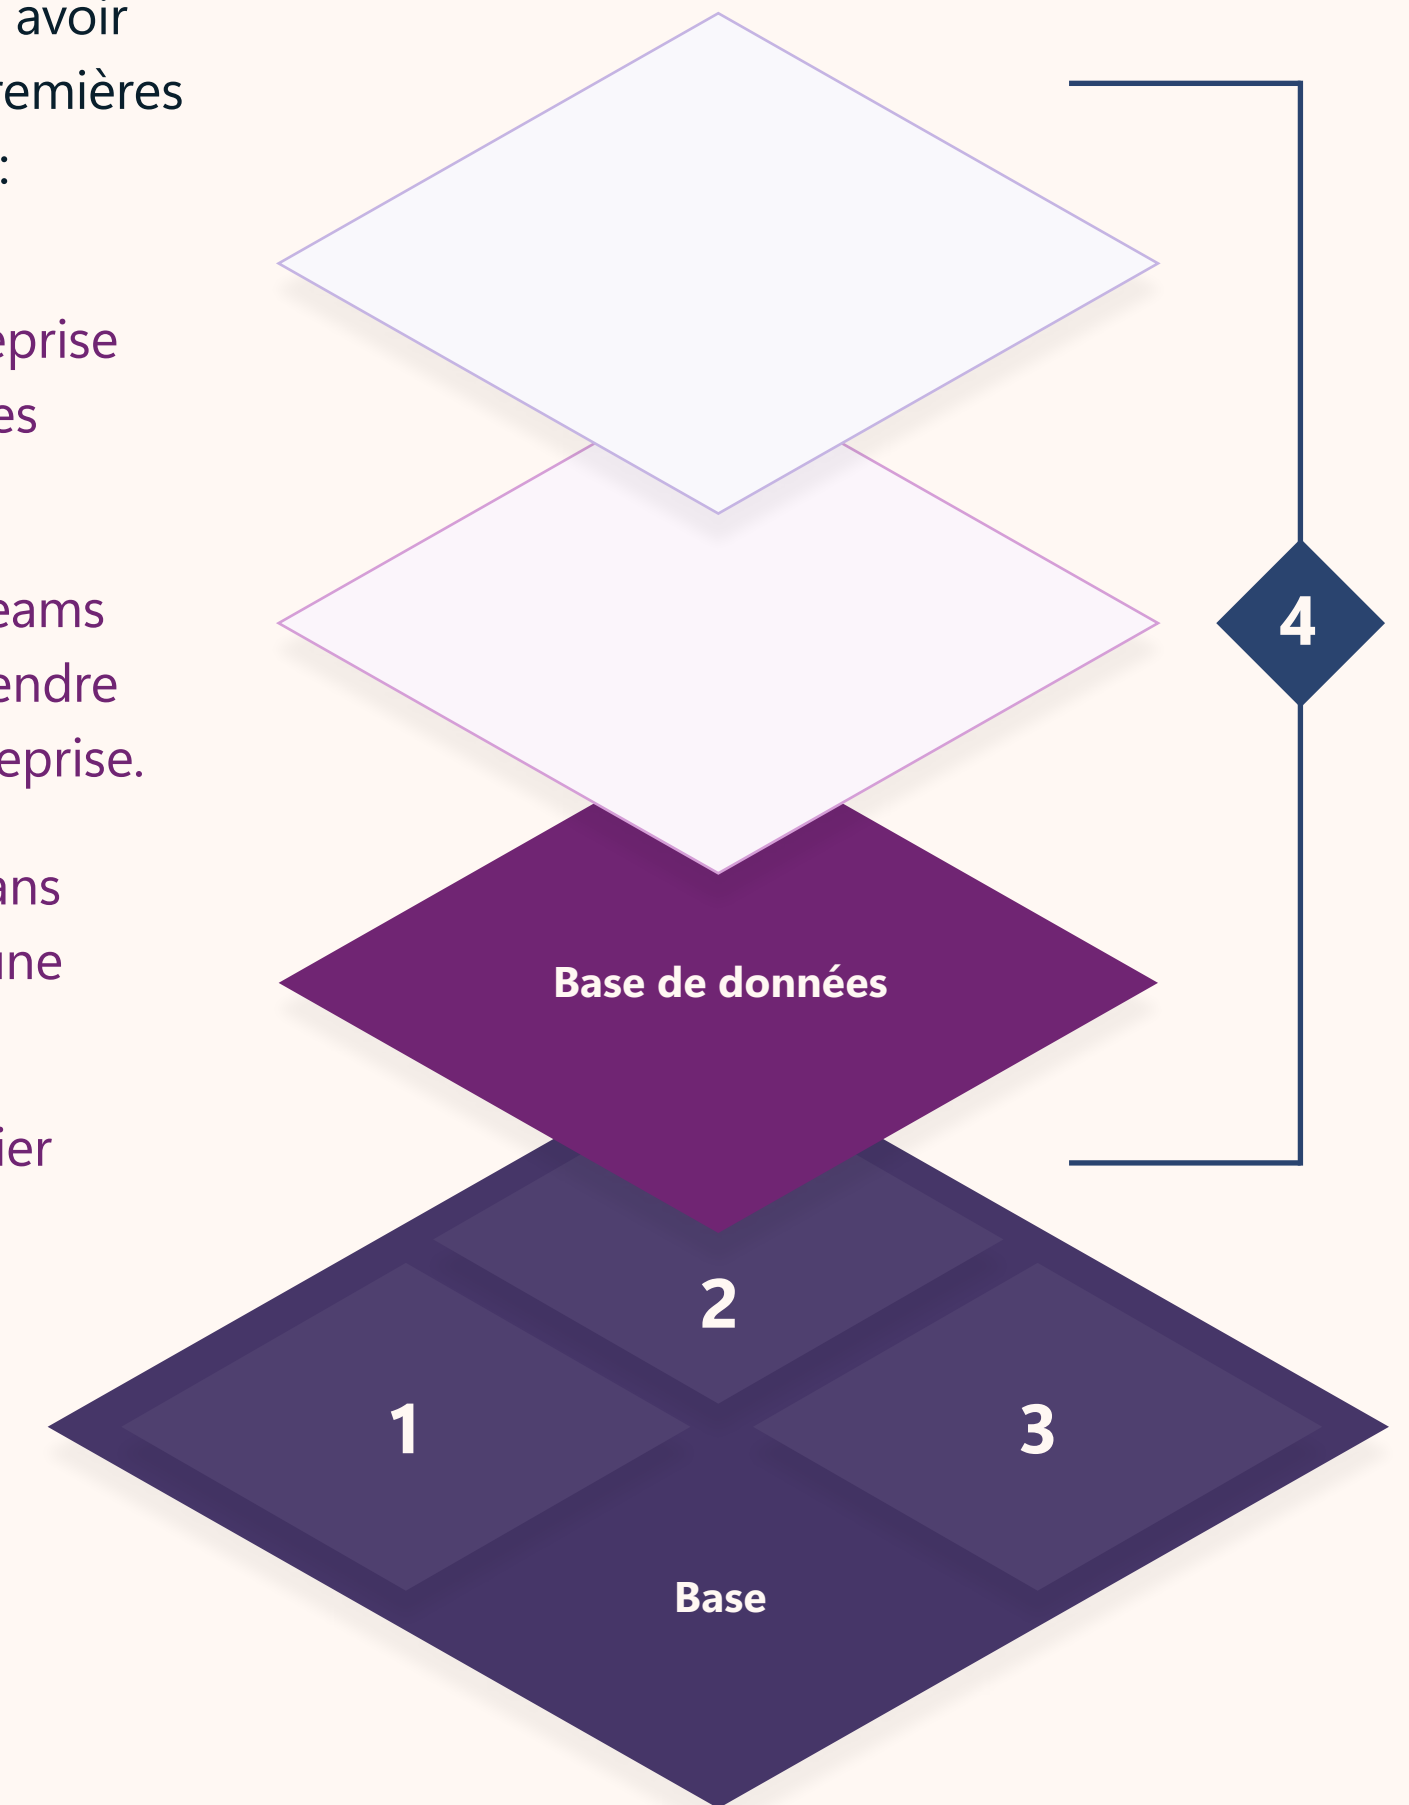 avoir
remières
:
eprise
es
eams
endre
eprise.
ans
une
ier
4
Base de données
2
1
3
Base